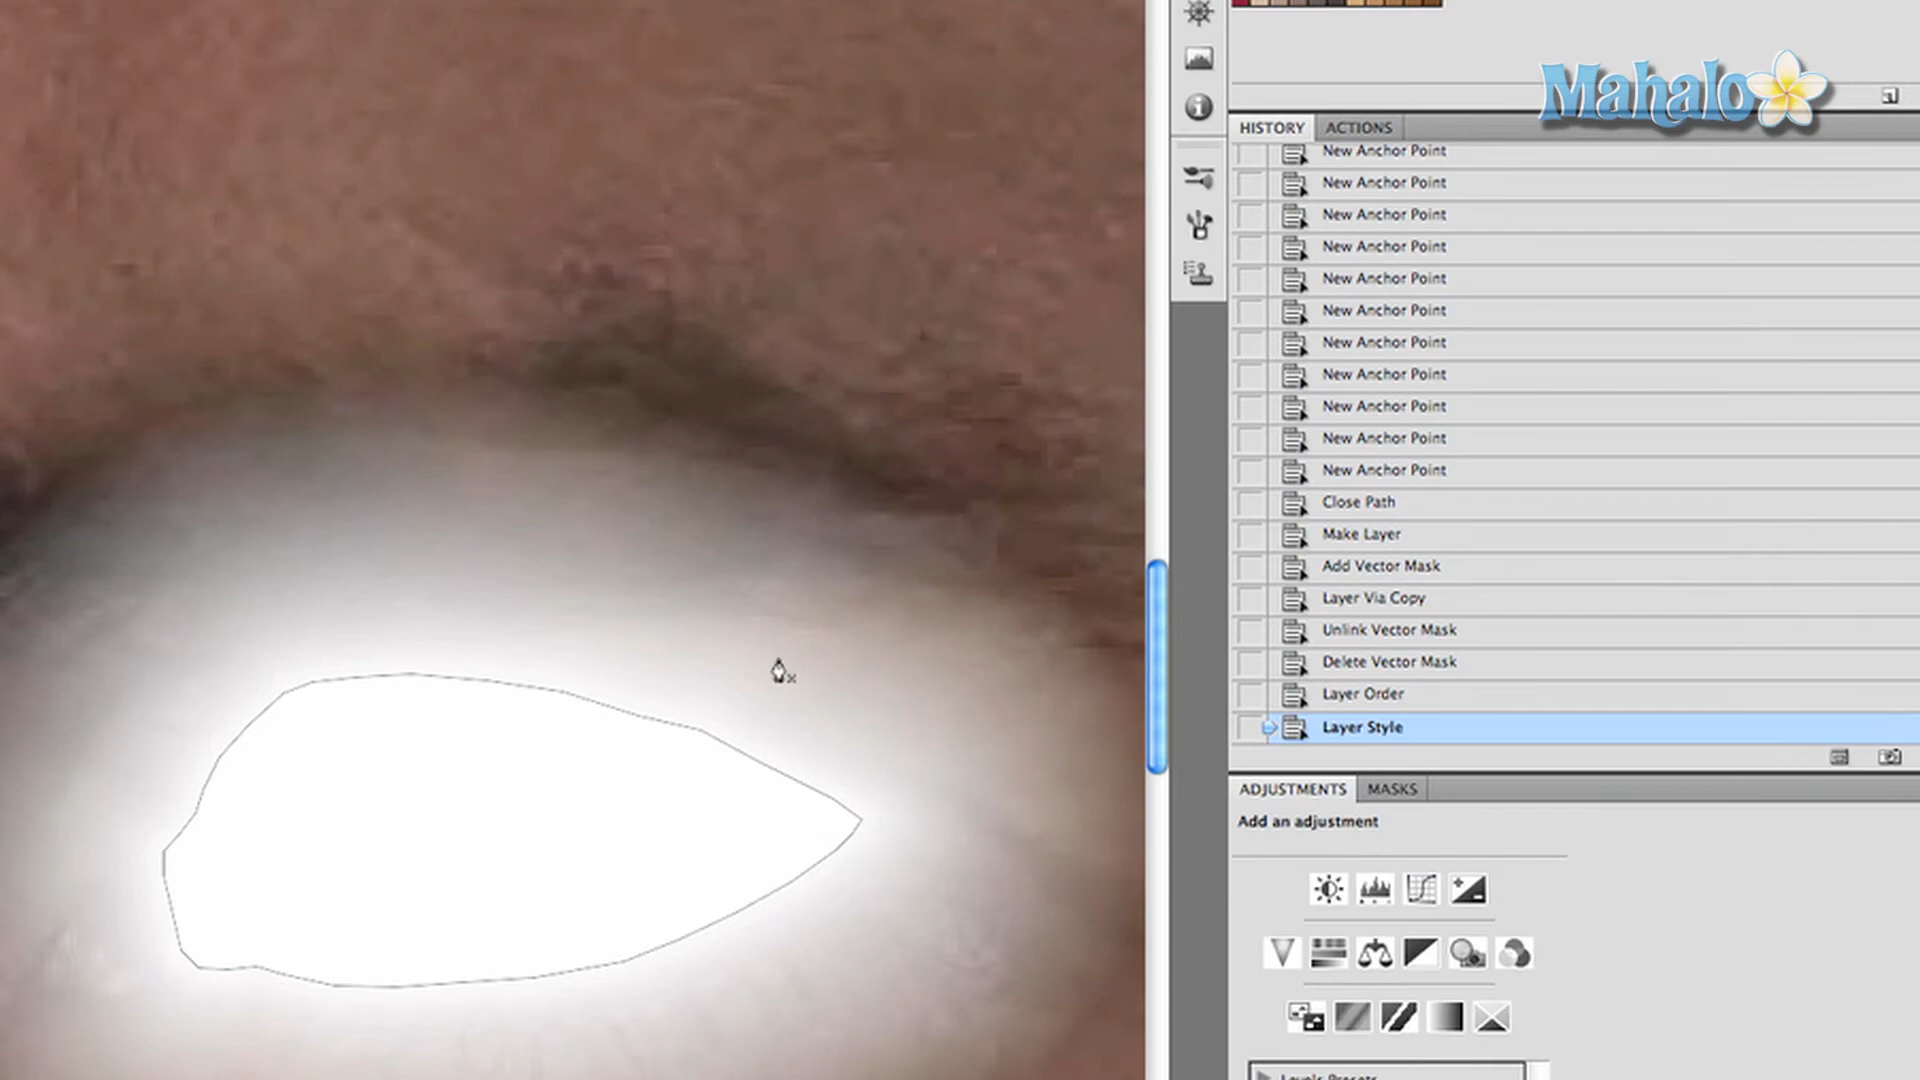 Mahalo
HISTORY ACTIONS
New Anchor Point
New Anchor Point
New Anchor Point
New Anchor Point
New Anchor Point
New Anchor Point
New Anchor Point
New Anchor Point
New Anchor Point
New Anchor Point
New Anchor Point
Close Path
Make Layer
Add Vector Mask
Layer Via Copy
Unlink Vector Mask
Delete Vector Mask
Layer Order
Layer Style
ADJUSTMENTS MASKS
Add an adjustment
Levels Presets